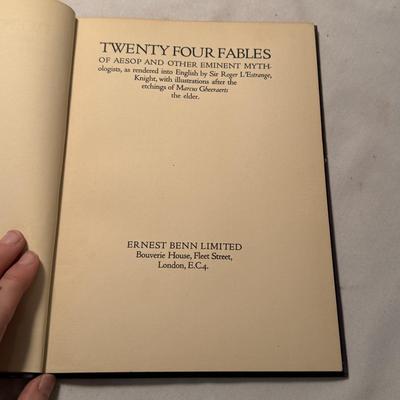 TWENTY FOUR FABLES
OF AESOP AND OTHER EMINENT MYTH-
ologists, as rendered into English by Sir Roger L'Estrange,
Knight, with illustrations after the
etchings of Marcus Gheeraerts
the elder.
ERNEST BENN LIMITED
Bouverie House, Fleet Street,
London, E.C4.